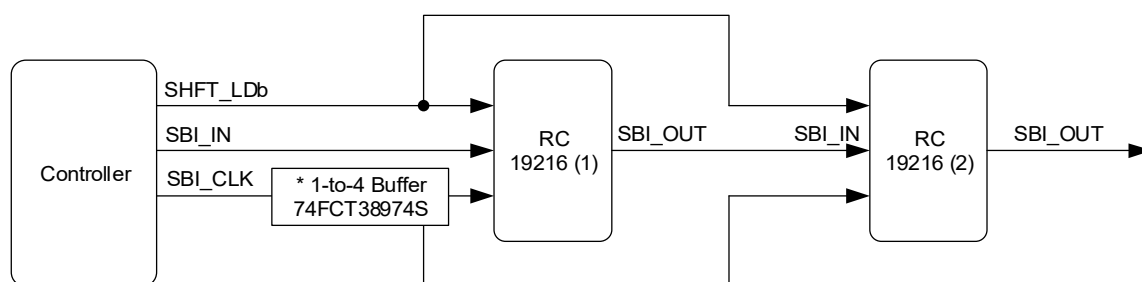 SHFT_LDb
SBI_IN
SBI_CLK
Controller
* 1-to-4 Buffer
74FCT38974S
RC
19216 (1)
SBI_OUT
SBI_IN
RC
19216 (2)
SBI_OUT